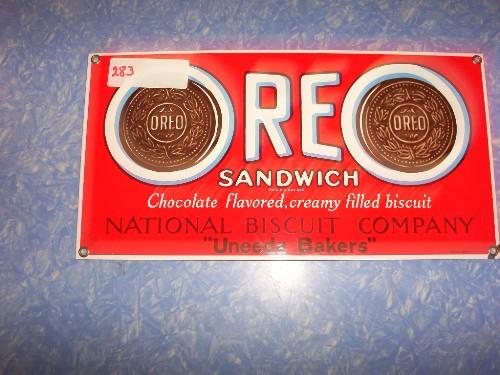 283
OREO
OREO
OREO
SANDWICH
Chocolate flavored, creamy filled biscuit
NATIONAL BISCUIT COMPANY
"Uneeda Bakers"